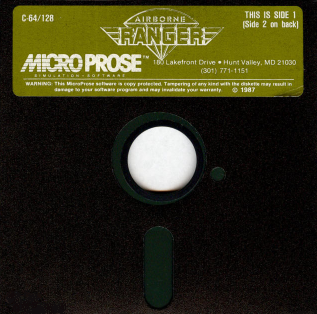 C-64/128
AIRBORNE
RANGER
THIS IS SIDE 1
(Side 2 on back)
MICROPROSE™
SIMULATION • SOFTWARE
180 Lakefront Drive • Hunt Valley, MD 21030
(301) 771-1151
WARNING: This MicroProse software is copy protected. Tampering of any kind with the diskette may result in
damage to your software program and may invalidate your warranty. © 1987